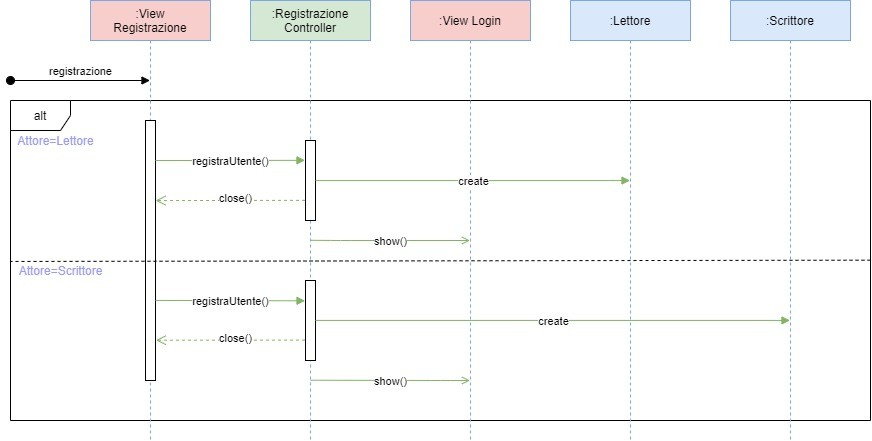 :View
Registrazione
:Registrazione
Controller
:View Login
:Lettore
:Scrittore
registrazione
alt
Attore=Lettore
registraUtente()
create
close()
show()
Attore=Scrittore
registraUtente()
create
close()
show()